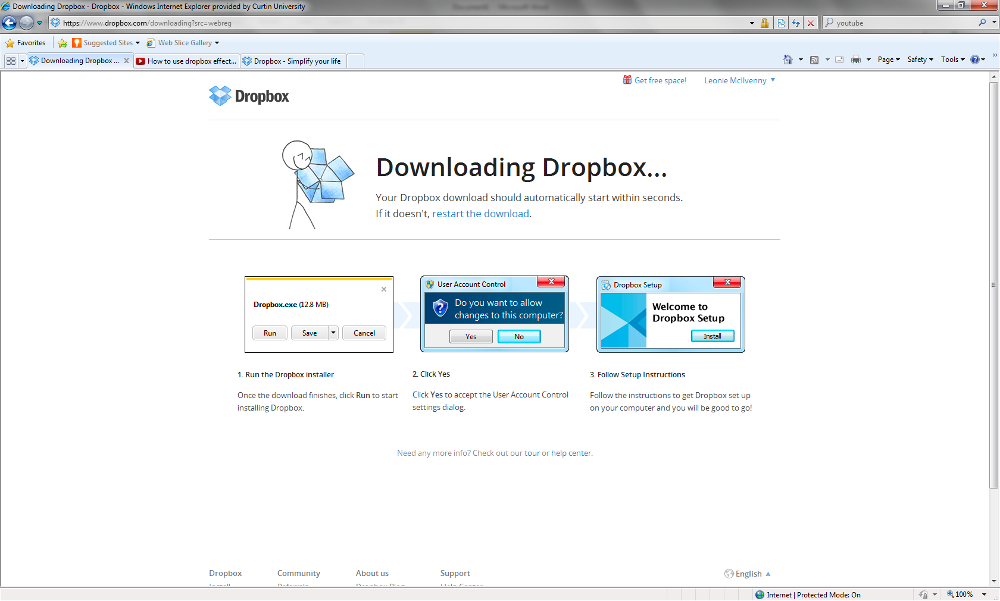 Downloading Dropbox - Dropbox - Windows Internet Explorer provided by Curtin University
https://www.dropbox.com/downloading?src=webreg
youtube
Favorites
Suggested Sites
Web Slice Gallery
Downloading Dropbox ...
How to use dropbox effect...
Dropbox - Simplify your life
Page
Safety
Tools
Get free space!
Leonie McIlvenny
Dropbox
Downloading Dropbox...
Your Dropbox download should automatically start within seconds.
If it doesn't, restart the download.
Dropbox.exe (12.8 MB)
Run
Save
Cancel
User Account Control
Do you want to allow
changes to this computer?
Yes
No
Dropbox Setup
Welcome to
Dropbox Setup
Install
1. Run the Dropbox Installer
Once the download finishes, click Run to start
installing Dropbox.
2. Click Yes
Click Yes to accept the User Account Control
settings dialog.
3. Follow Setup Instructions
Follow the instructions to get Dropbox set up
on your computer and you will be good to go!
Need any more info? Check out our tour or help center.
Dropbox
Community
About us
Support
English
Install
Referrals
Dropbox Blog
Help Center
Internet | Protected Mode: On
100%